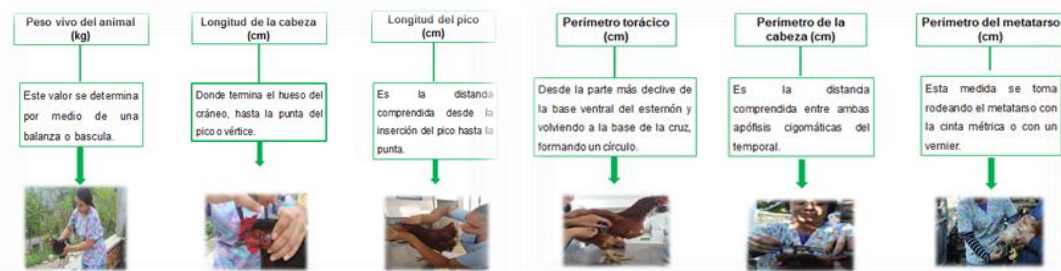 Peso vivo del animal
(kg)
Longitud de la cabeza
(cm)
Longitud del pico
(cm)
Perímetro torácico
(cm)
Perímetro de la
cabeza (cm)
Perímetro del metatarso
(cm)
Este valor se determina
por medio de una
balanza o bascula.
Donde termina el hueso del
cráneo, hasta la punta del
pico o vértice.
Es la distancia
comprendida desde la
inserción del pico hasta la
punta.
Desde la parte más declive de
la base ventral del esternón y
volviendo a la base de la cruz,
formando un círculo.
Es la distancia
comprendida entre ambas
apófisis cigomáticas del
temporal.
Esta medida se toma
rodeando el metatarso con
la cinta métrica o con un
vernier.